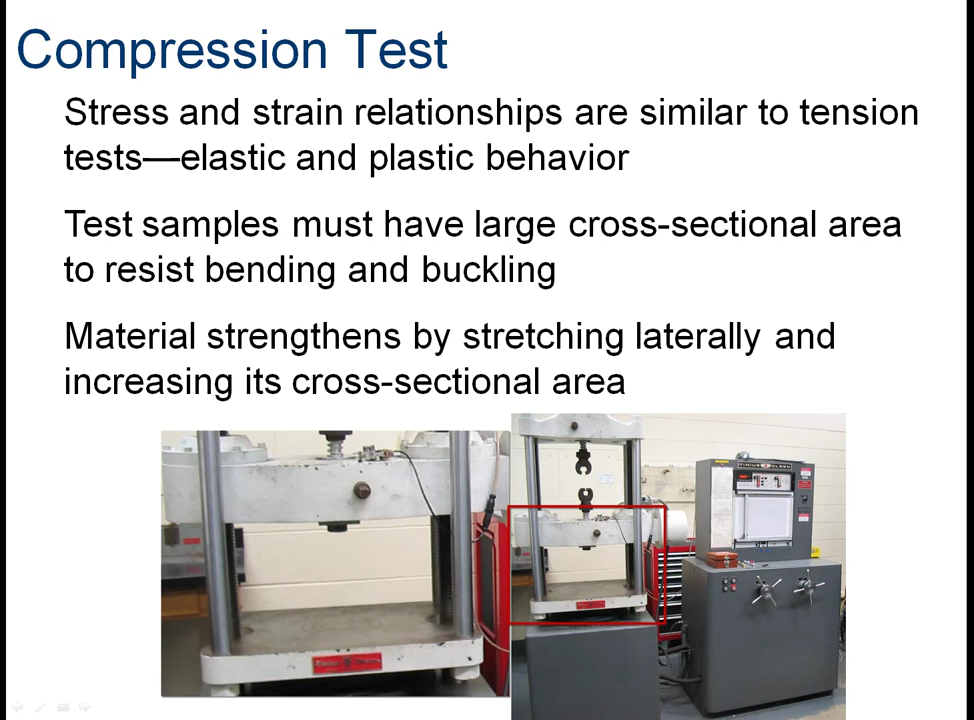 Compression Test
Stress and strain relationships are similar to tension
tests—elastic and plastic behavior
Test samples must have large cross-sectional area
to resist bending and buckling
Material strengthens by stretching laterally and
increasing its cross-sectional area